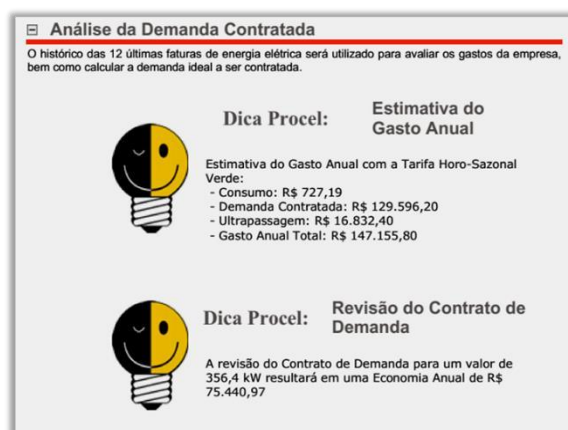 Análise da Demanda Contratada
O histórico das 12 últimas faturas de energia elétrica será utilizado para avaliar os gastos da empresa,
bem como calcular a demanda ideal a ser contratada.
Dica Procel:
Estimativa do
Gasto Anual
Estimativa do Gasto Anual com a Tarifa Horo-Sazonal
Verde:
- Consumo: R$ 727,19
- Demanda Contratada: R$ 129.596,20
- Ultrapassagem: R$ 16.832,40
- Gasto Anual Total: R$ 147.155,80
Dica Procel:
Revisão do Contrato de
Demanda
A revisão do Contrato de Demanda para um valor de
356,4 kW resultará em uma Economia Anual de R$
75.440,97